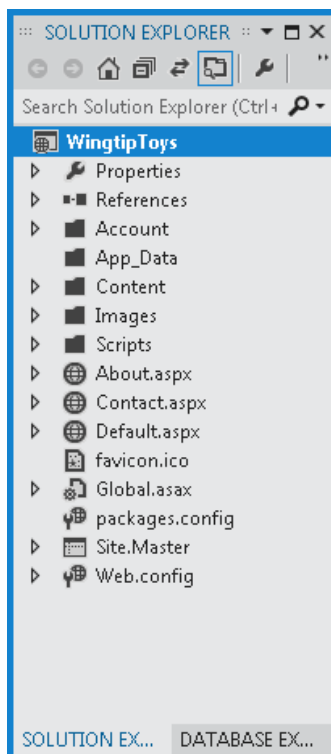 SOLUTION EXPLORER
Search Solution Explorer (Ctrl+
WingtipToys
Properties
References
Account
App_Data
Content
Images
Scripts
About.aspx
Contact.aspx
Default.aspx
favicon.ico
Global.asax
packages.config
Site.Master
Web.config
SOLUTION EX... DATABASE EX...